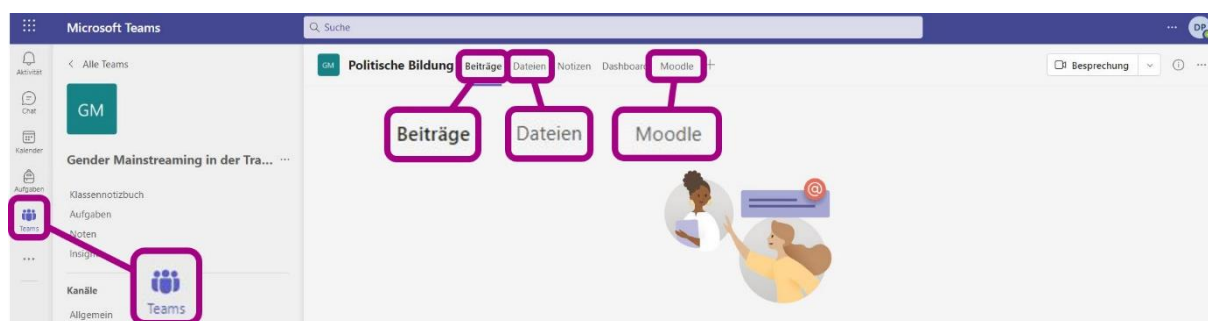 Microsoft Teams
Suche
DP
Aktivität
Chat
Kalender
Aufgaben
Teams
< Alle Teams
GM
Gender Mainstreaming in der Tra... ...
Klassennotizbuch
Aufgaben
Noten
Kanäle
Allgemein
Teams
GM Politische Bildung Beiträge Dateien Notizen Dashboard Moodle +
Besprechung
Beiträge Dateien Moodle
@